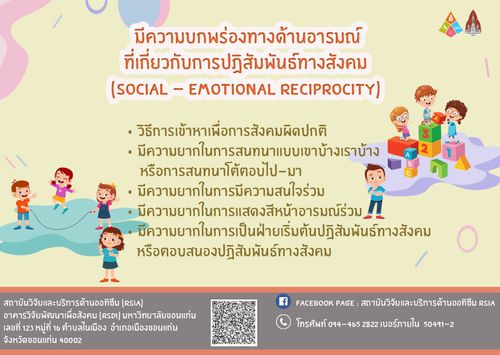 มีความบกพร่องทางด้านอารมณ์
ที่เกี่ยวกับการปฏิสัมพันธ์ทางสังคม
(SOCIAL – EMOTIONAL RECIPROCITY)
• วิธีการเข้าหาเพื่อการสังคมผิดปกติ
• มีความยากในการสนทนาแบบเขาบ้างเราบ้าง
หรือการสนทนาโต้ตอบไป-มา
• มีความยากในการมีความสนใจร่วม
• มีความยากในการแสดงสีหน้าอารมณ์ร่วม
• มีความยากในการเป็นฝ่ายเริ่มต้นปฏิสัมพันธ์ทางสังคม
หรือตอบสนองปฏิสัมพันธ์ทางสังคม
สถาบันวิจัยและบริการด้านออทิซึม (RSIA)
อาคารวิจัยพัฒนาเพื่อสังคม (RSDI) มหาวิทยาลัยขอนแก่น
เลขที่ 123 หมู่ที่ 16 ตำบลในเมือง อำเภอเมืองขอนแก่น
จังหวัดขอนแก่น 40002
FACEBOOK PAGE : สถาบันวิจัยและบริการด้านออทิซึม RSIA
โทรศัพท์ 094-465 2822 เบอร์ภายใน 50491-2